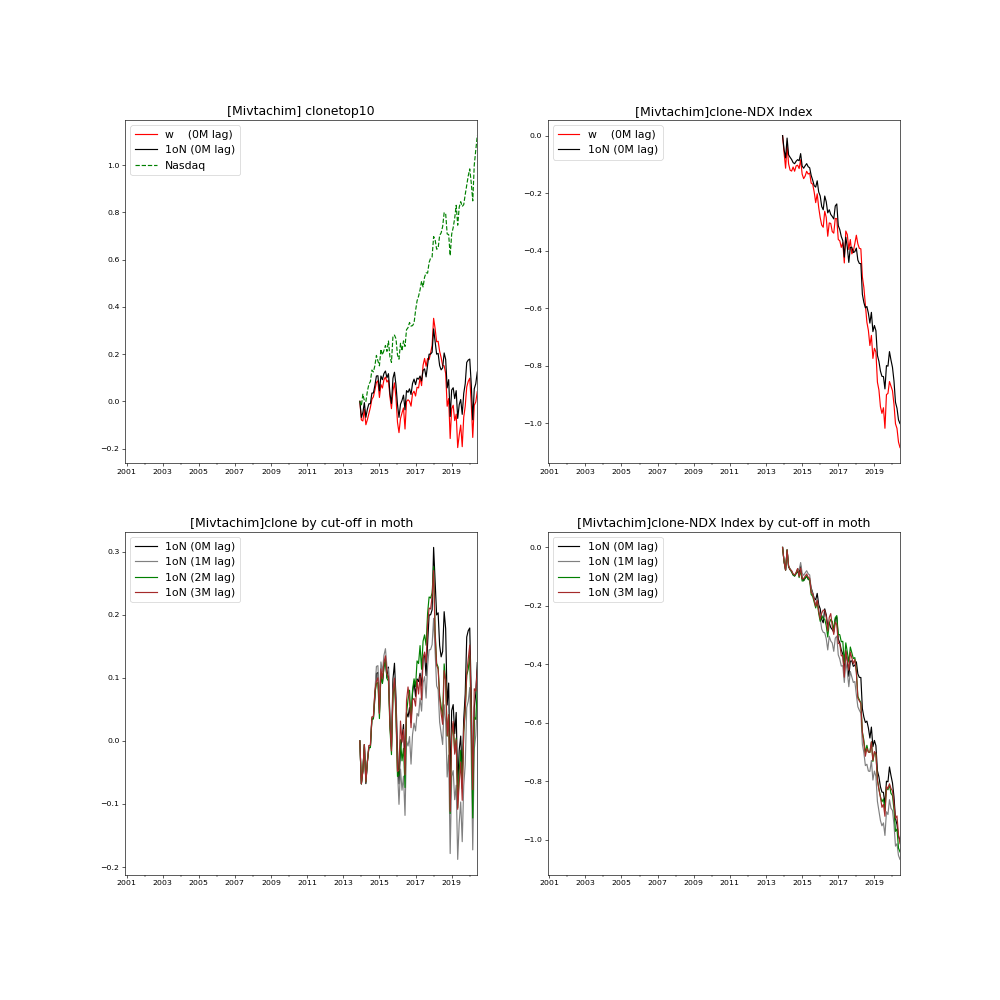 [Mivtachim] clonetop10
w    (0M lag)
1oN (0M lag)
Nasdaq
1.0
0.8
0.6
0.4
0.2
0.0
−0.2
2001 2003 2005 2007 2009 2011 2013 2015 2017 2019
[Mivtachim]clone-NDX Index
w    (0M lag)
1oN (0M lag)
0.0
−0.2
−0.4
−0.6
−0.8
−1.0
2001 2003 2005 2007 2009 2011 2013 2015 2017 2019
[Mivtachim]clone by cut-off in moth
1oN (0M lag)
1oN (1M lag)
1oN (2M lag)
1oN (3M lag)
0.3
0.2
0.1
0.0
−0.1
−0.2
2001 2003 2005 2007 2009 2011 2013 2015 2017 2019
[Mivtachim]clone-NDX Index by cut-off in moth
1oN (0M lag)
1oN (1M lag)
1oN (2M lag)
1oN (3M lag)
0.0
−0.2
−0.4
−0.6
−0.8
−1.0
2001 2003 2005 2007 2009 2011 2013 2015 2017 2019